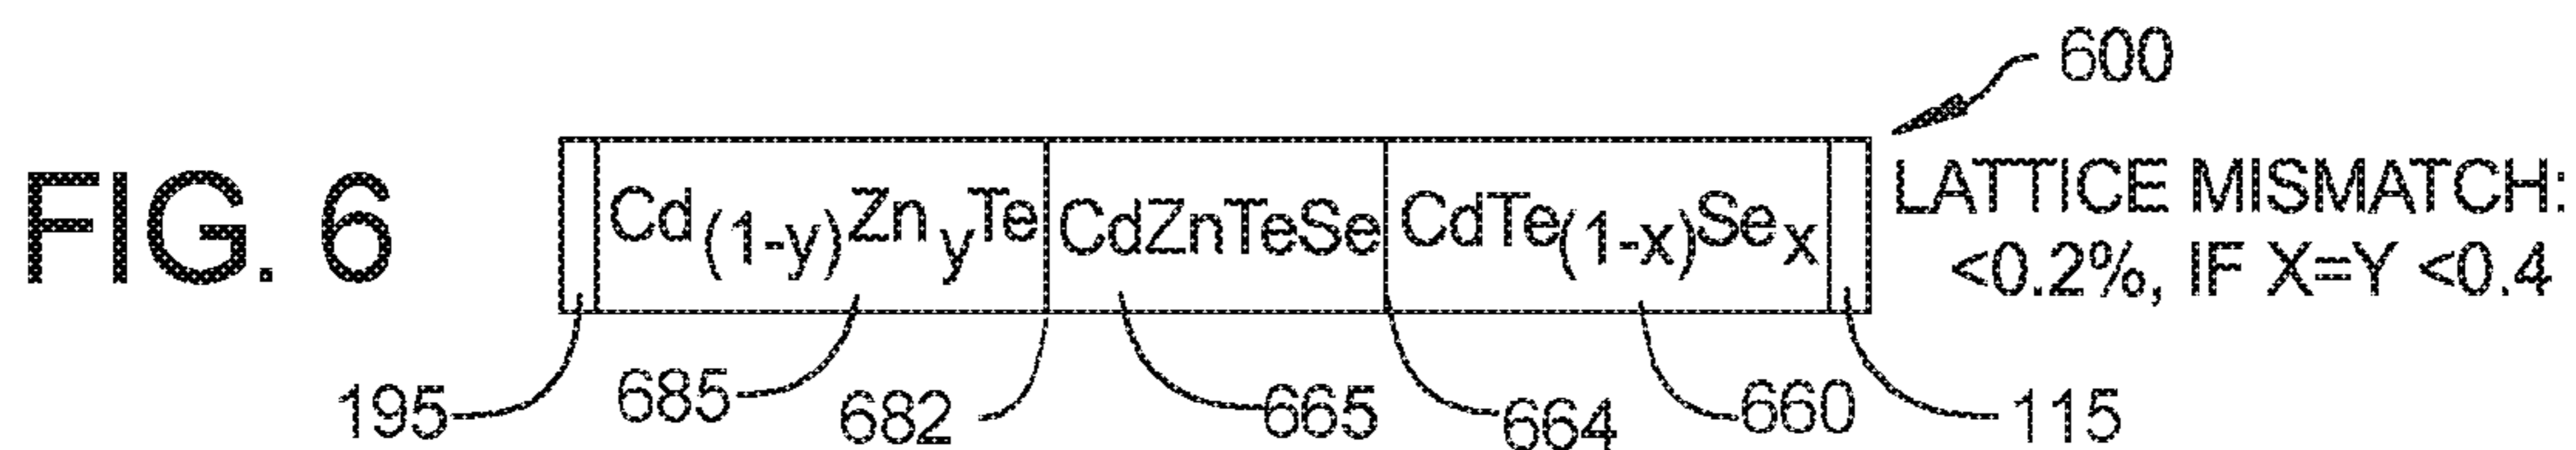 600
FIG. 6
Cd(1-y)ZnyTe
CdZnTeSe
CdTe(1-x)Sex
LATTICE MISMATCH:
<0.2%, IF X=Y <0.4
195
685
682
665
664
660
115